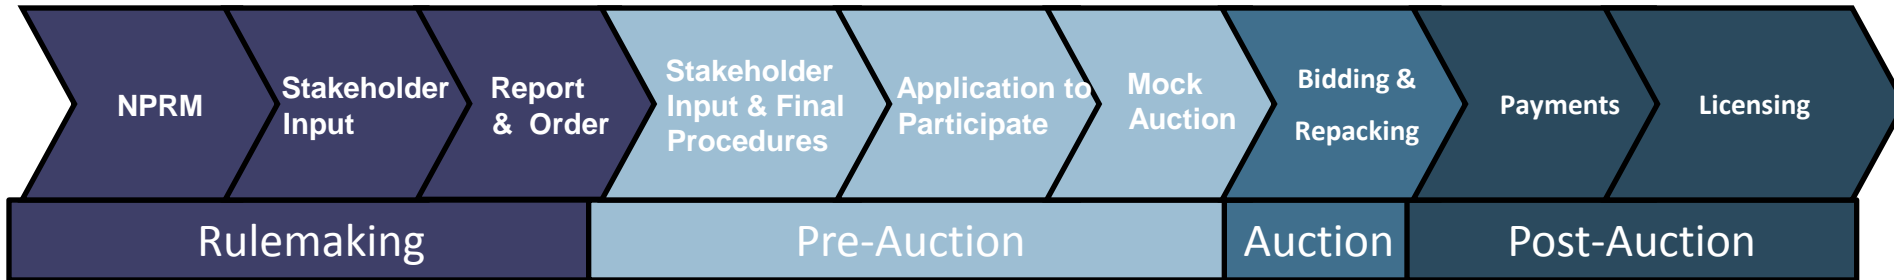 NPRM
Stakeholder
Input
Report
& Order
Stakeholder
Input & Final
Procedures
Application to
Participate
Mock
Auction
Bidding &
Repacking
Payments
Licensing
Rulemaking
Pre-Auction
Auction
Post-Auction